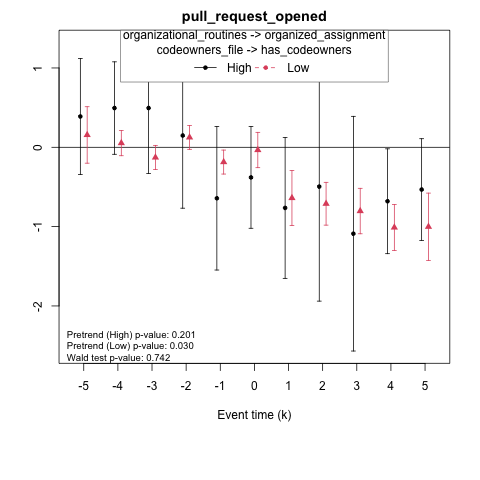 pull_request_opened
organizational_routines -> organized_assignment
codeowners_file -> has_codeowners
High Low
1
0
-1
-2
Pretrend (High) p-value: 0.201
Pretrend (Low) p-value: 0.030
Wald test p-value: 0.742
-5 -4 -3 -2 -1 0 1 2 3 4 5
Event time (k)